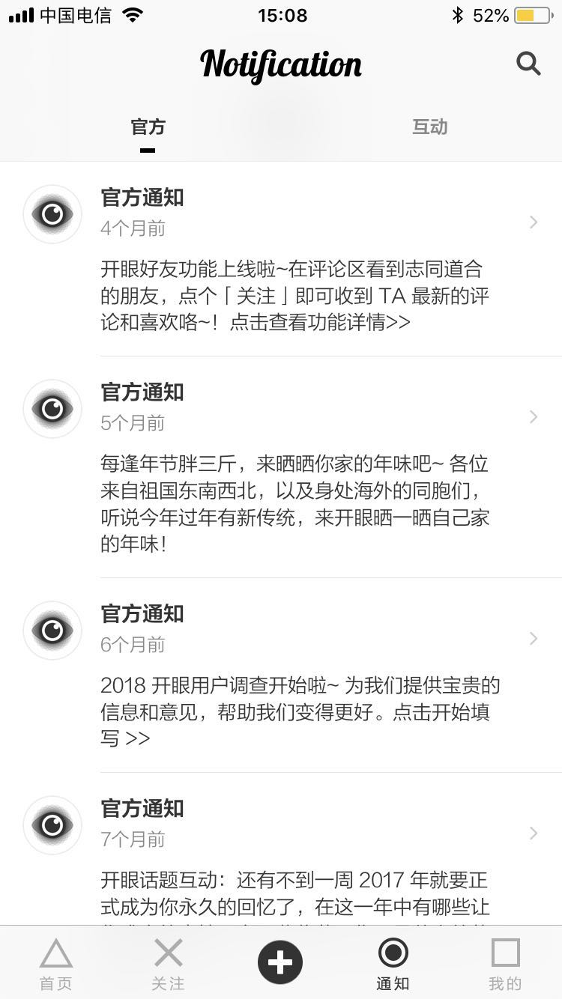 中国电信 15:08 52%
Notification
官方 互动
官方通知
4个月前
开眼好友功能上线啦~在评论区看到志同道合
的朋友，点个「关注」即可收到 TA 最新的评
论和喜欢咯~！点击查看功能详情>>
官方通知
5个月前
每逢年节胖三斤，来晒晒你家的年味吧~ 各位
来自祖国东南西北，以及身处海外的同胞们，
听说今年过年有新传统，来开眼晒一晒自己家
的年味！
官方通知
6个月前
2018 开眼用户调查开始啦~ 为我们提供宝贵的
信息和意见，帮助我们变得更好。点击开始填
写 >>
官方通知
7个月前
开眼话题互动：还有不到一周 2017 年就要正
式成为你永久的回忆了，在这一年中有哪些让
首页 关注 通知 我的